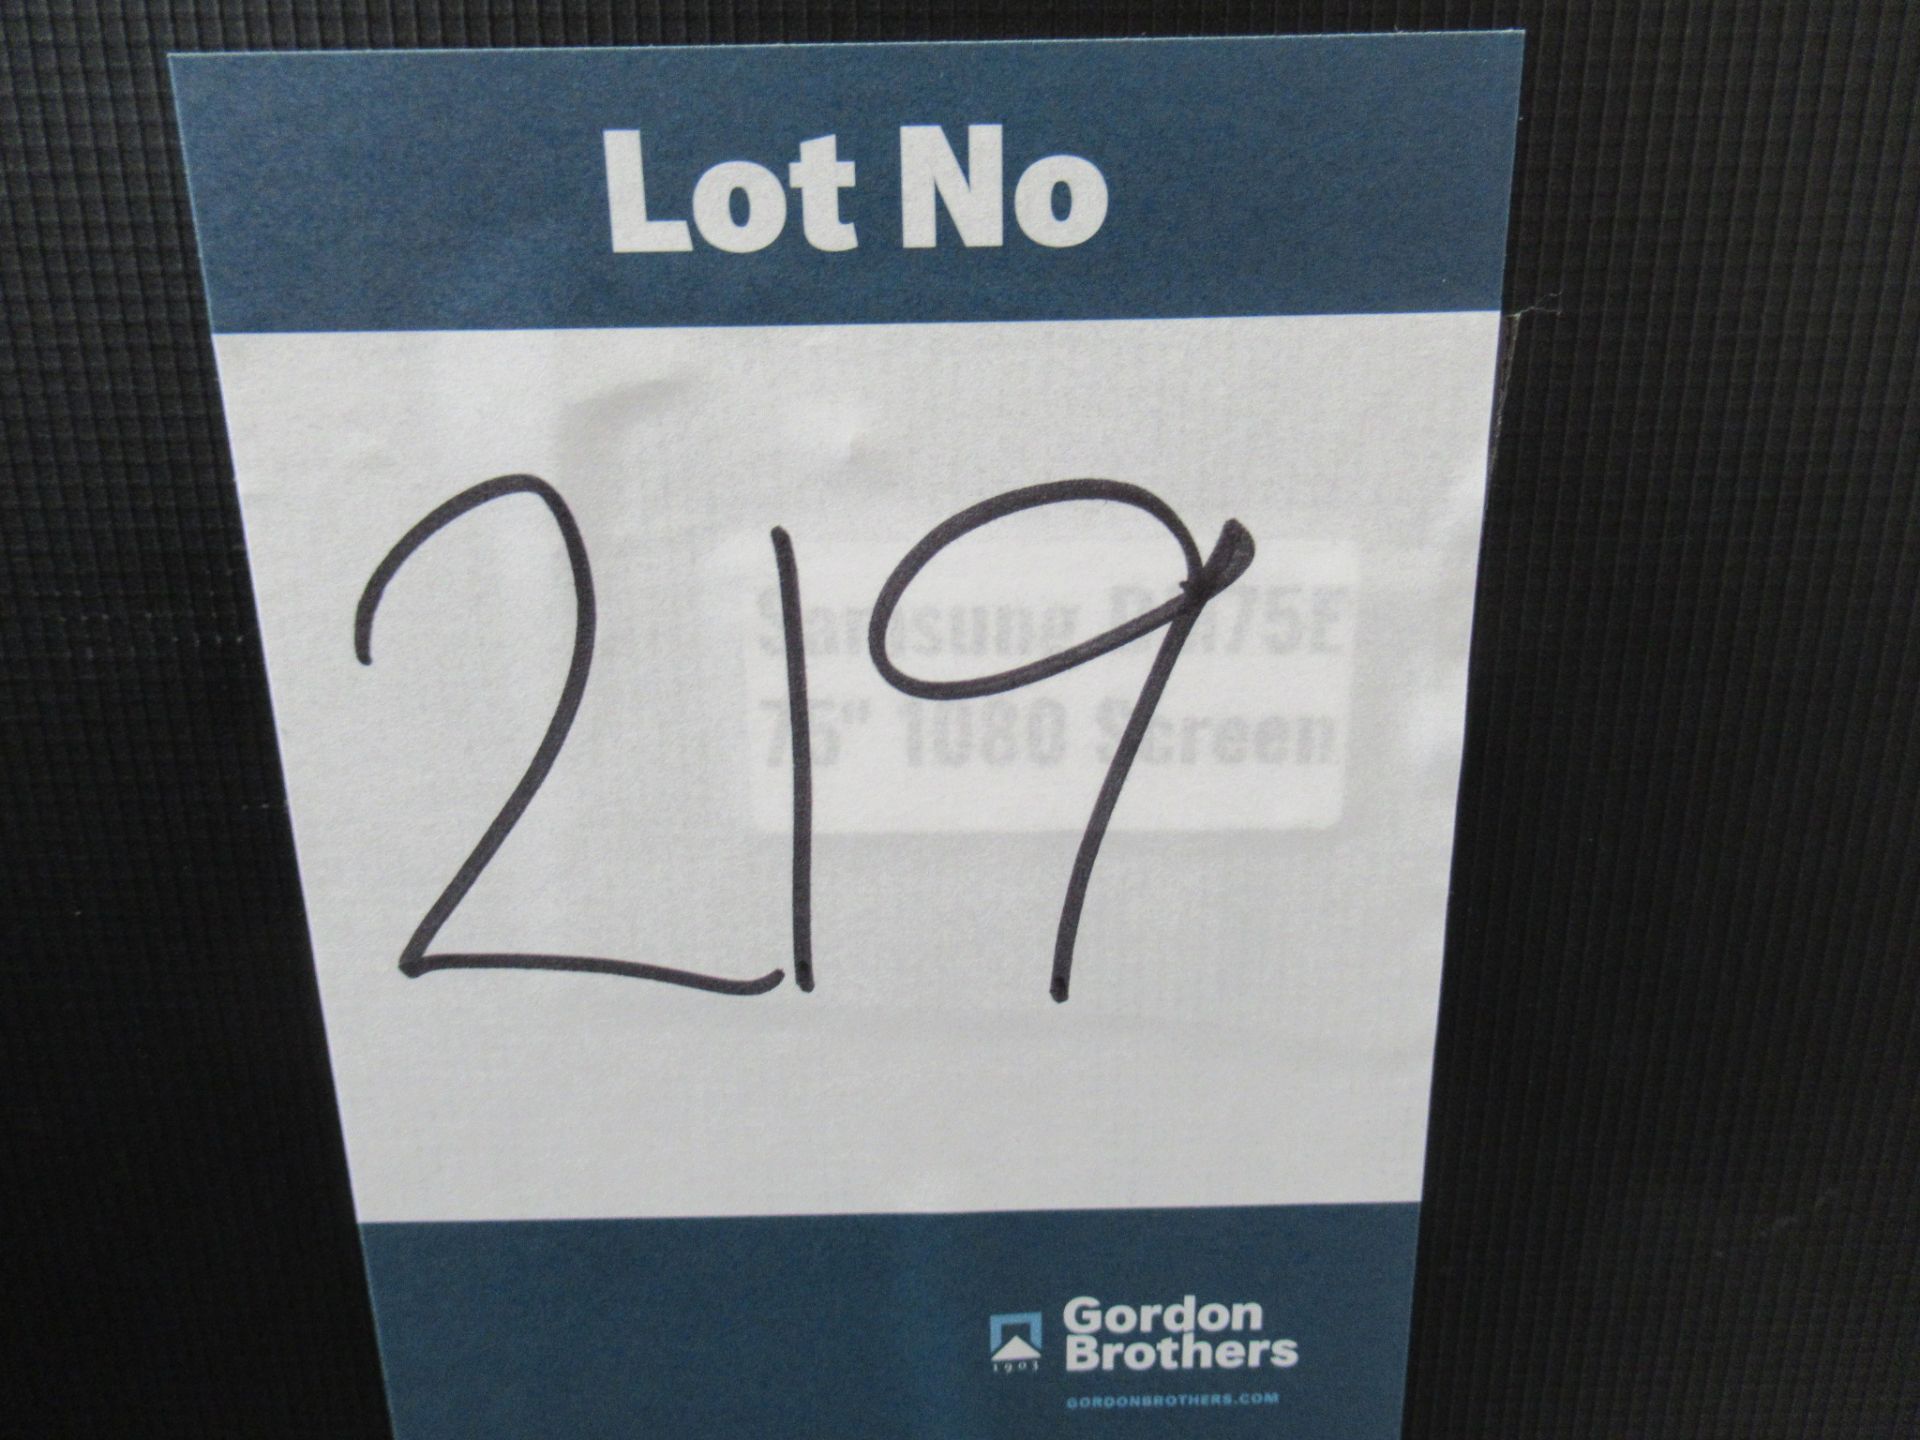 Lot No
219
Samsung DM75E
75" 1080 Screen
1903
Gordon
Brothers
GORDONBROTHERS.COM